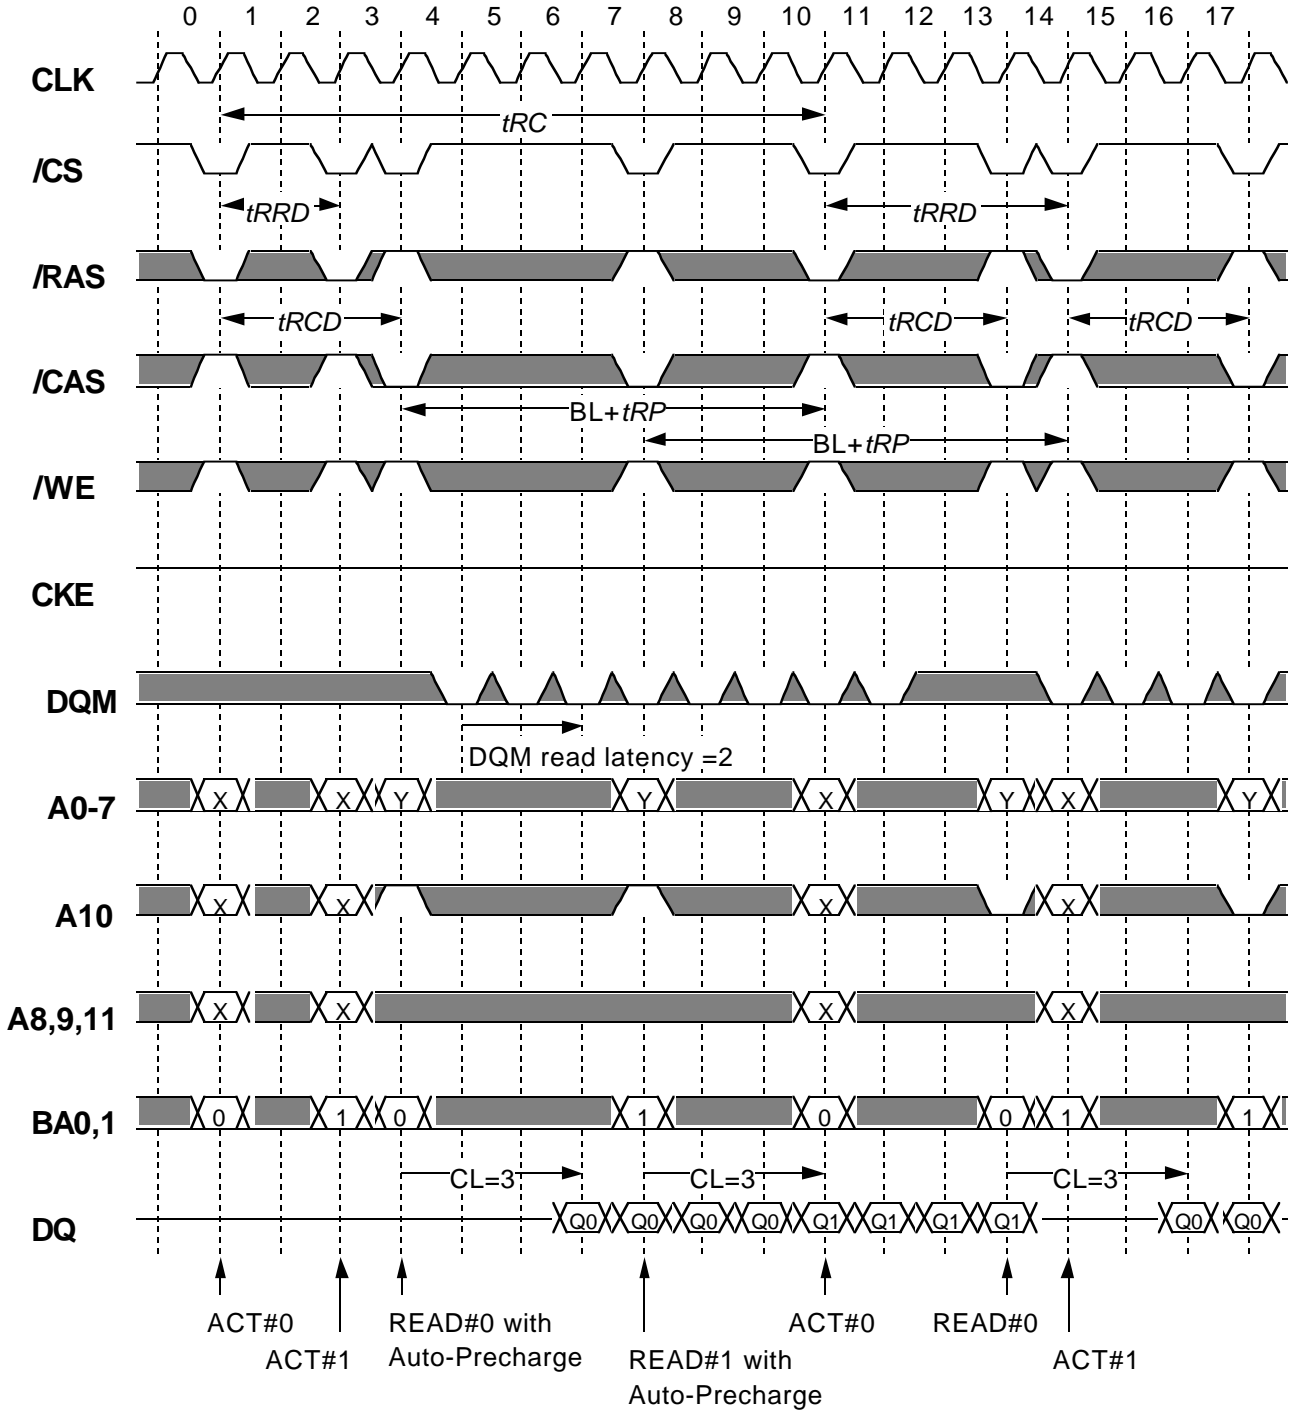 0 1 2 3 4 5 6 7 8 9 10 11 12 13 14 15 16 17
CLK
tRC
/CS
tRRD tRRD
/RAS
tRCD tRCD tRCD
/CAS
BL+tRP
BL+tRP
/WE
CKE
DQM
DQM read latency =2
A0-7 X X Y Y X Y X Y
A10 X X X X
A8,9,11 X X X X
BA0,1 0 1 0 1 0 0 1 1
CL=3 CL=3 CL=3
DQ Q0 Q0 Q0 Q0 Q1 Q1 Q1 Q1 Q0 Q0
ACT#0 READ#0 with ACT#0 READ#0
ACT#1 Auto-Precharge READ#1 with ACT#1
Auto-Precharge